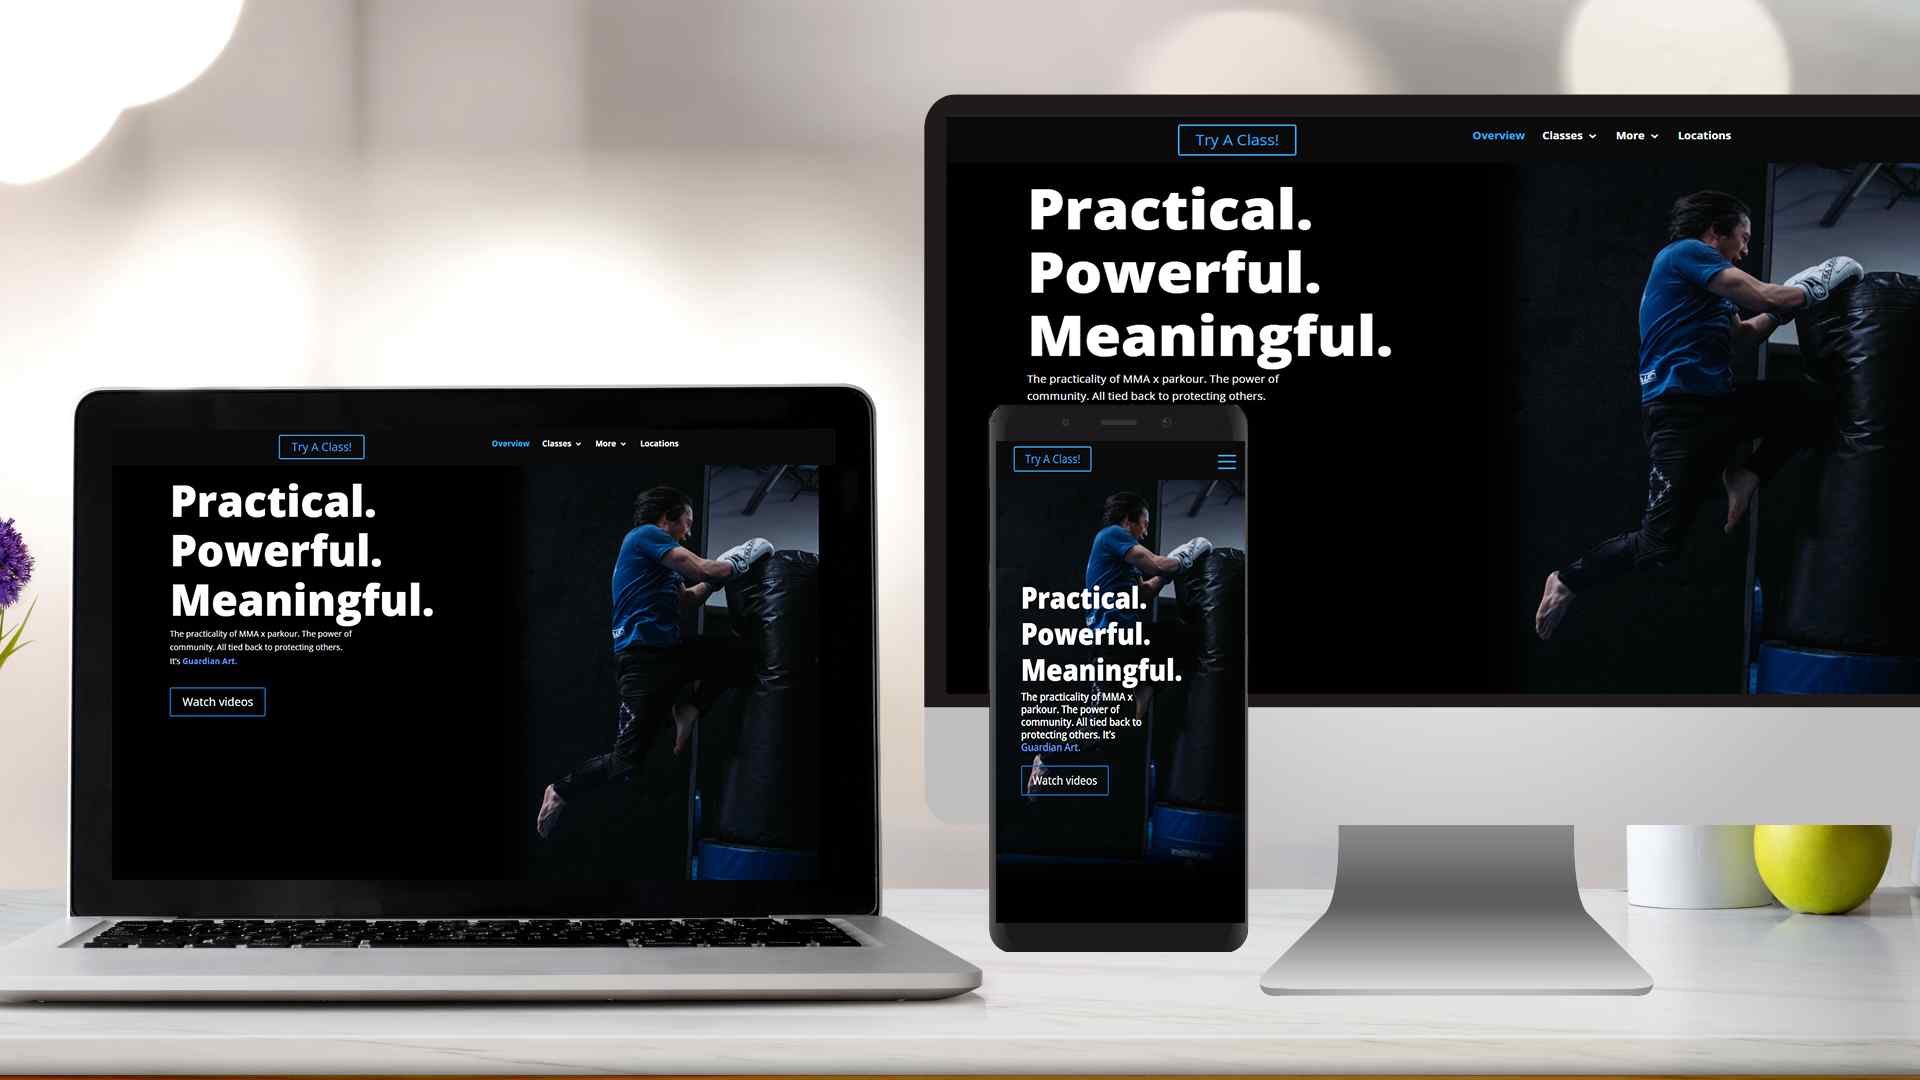 Try A Class!
Overview Classes More Locations
Practical.
Powerful.
Meaningful.
The practicality of MMA x parkour. The power of
community. All tied back to protecting others.
It's Guardian Art.
Watch videos
Try A Class!
Overview Classes More Locations
Practical.
Powerful.
Meaningful.
The practicality of MMA x parkour. The power of
community. All tied back to protecting others.
Try A Class!
Practical.
Powerful.
Meaningful.
The practicality of MMA x
parkour. The power of
community. All tied back to
protecting others. It's
Guardian Art.
Watch videos